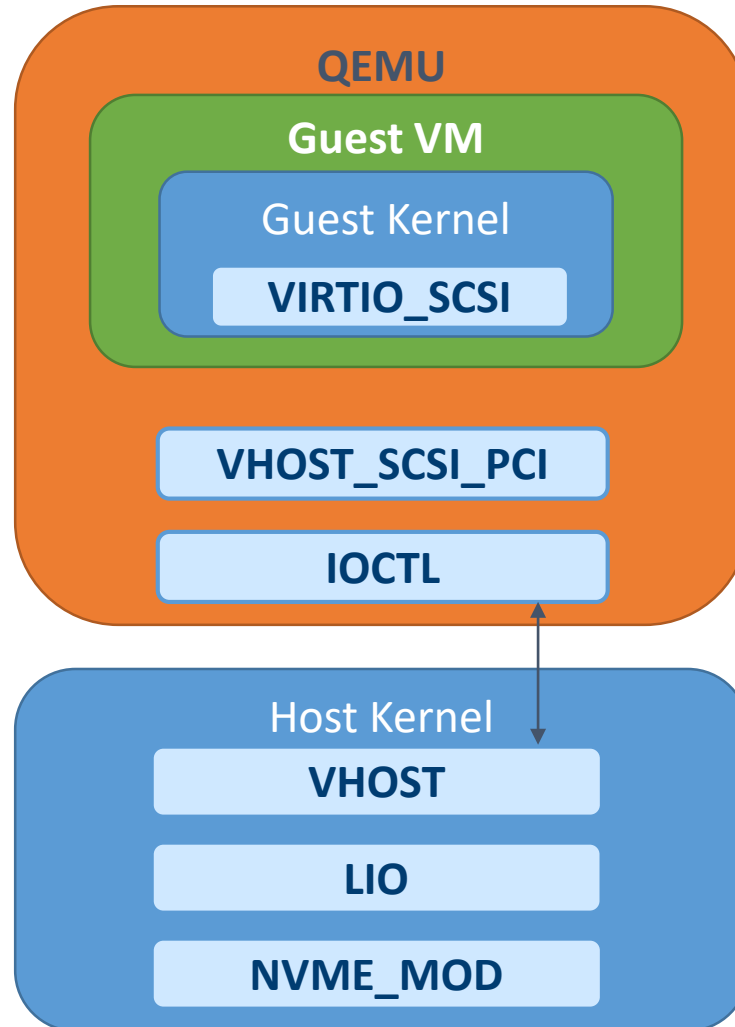 QEMU
Guest VM
Guest Kernel
VIRTIO_SCSI
VHOST_SCSI_PCI
IOCTL
Host Kernel
VHOST
LIO
NVME_MOD